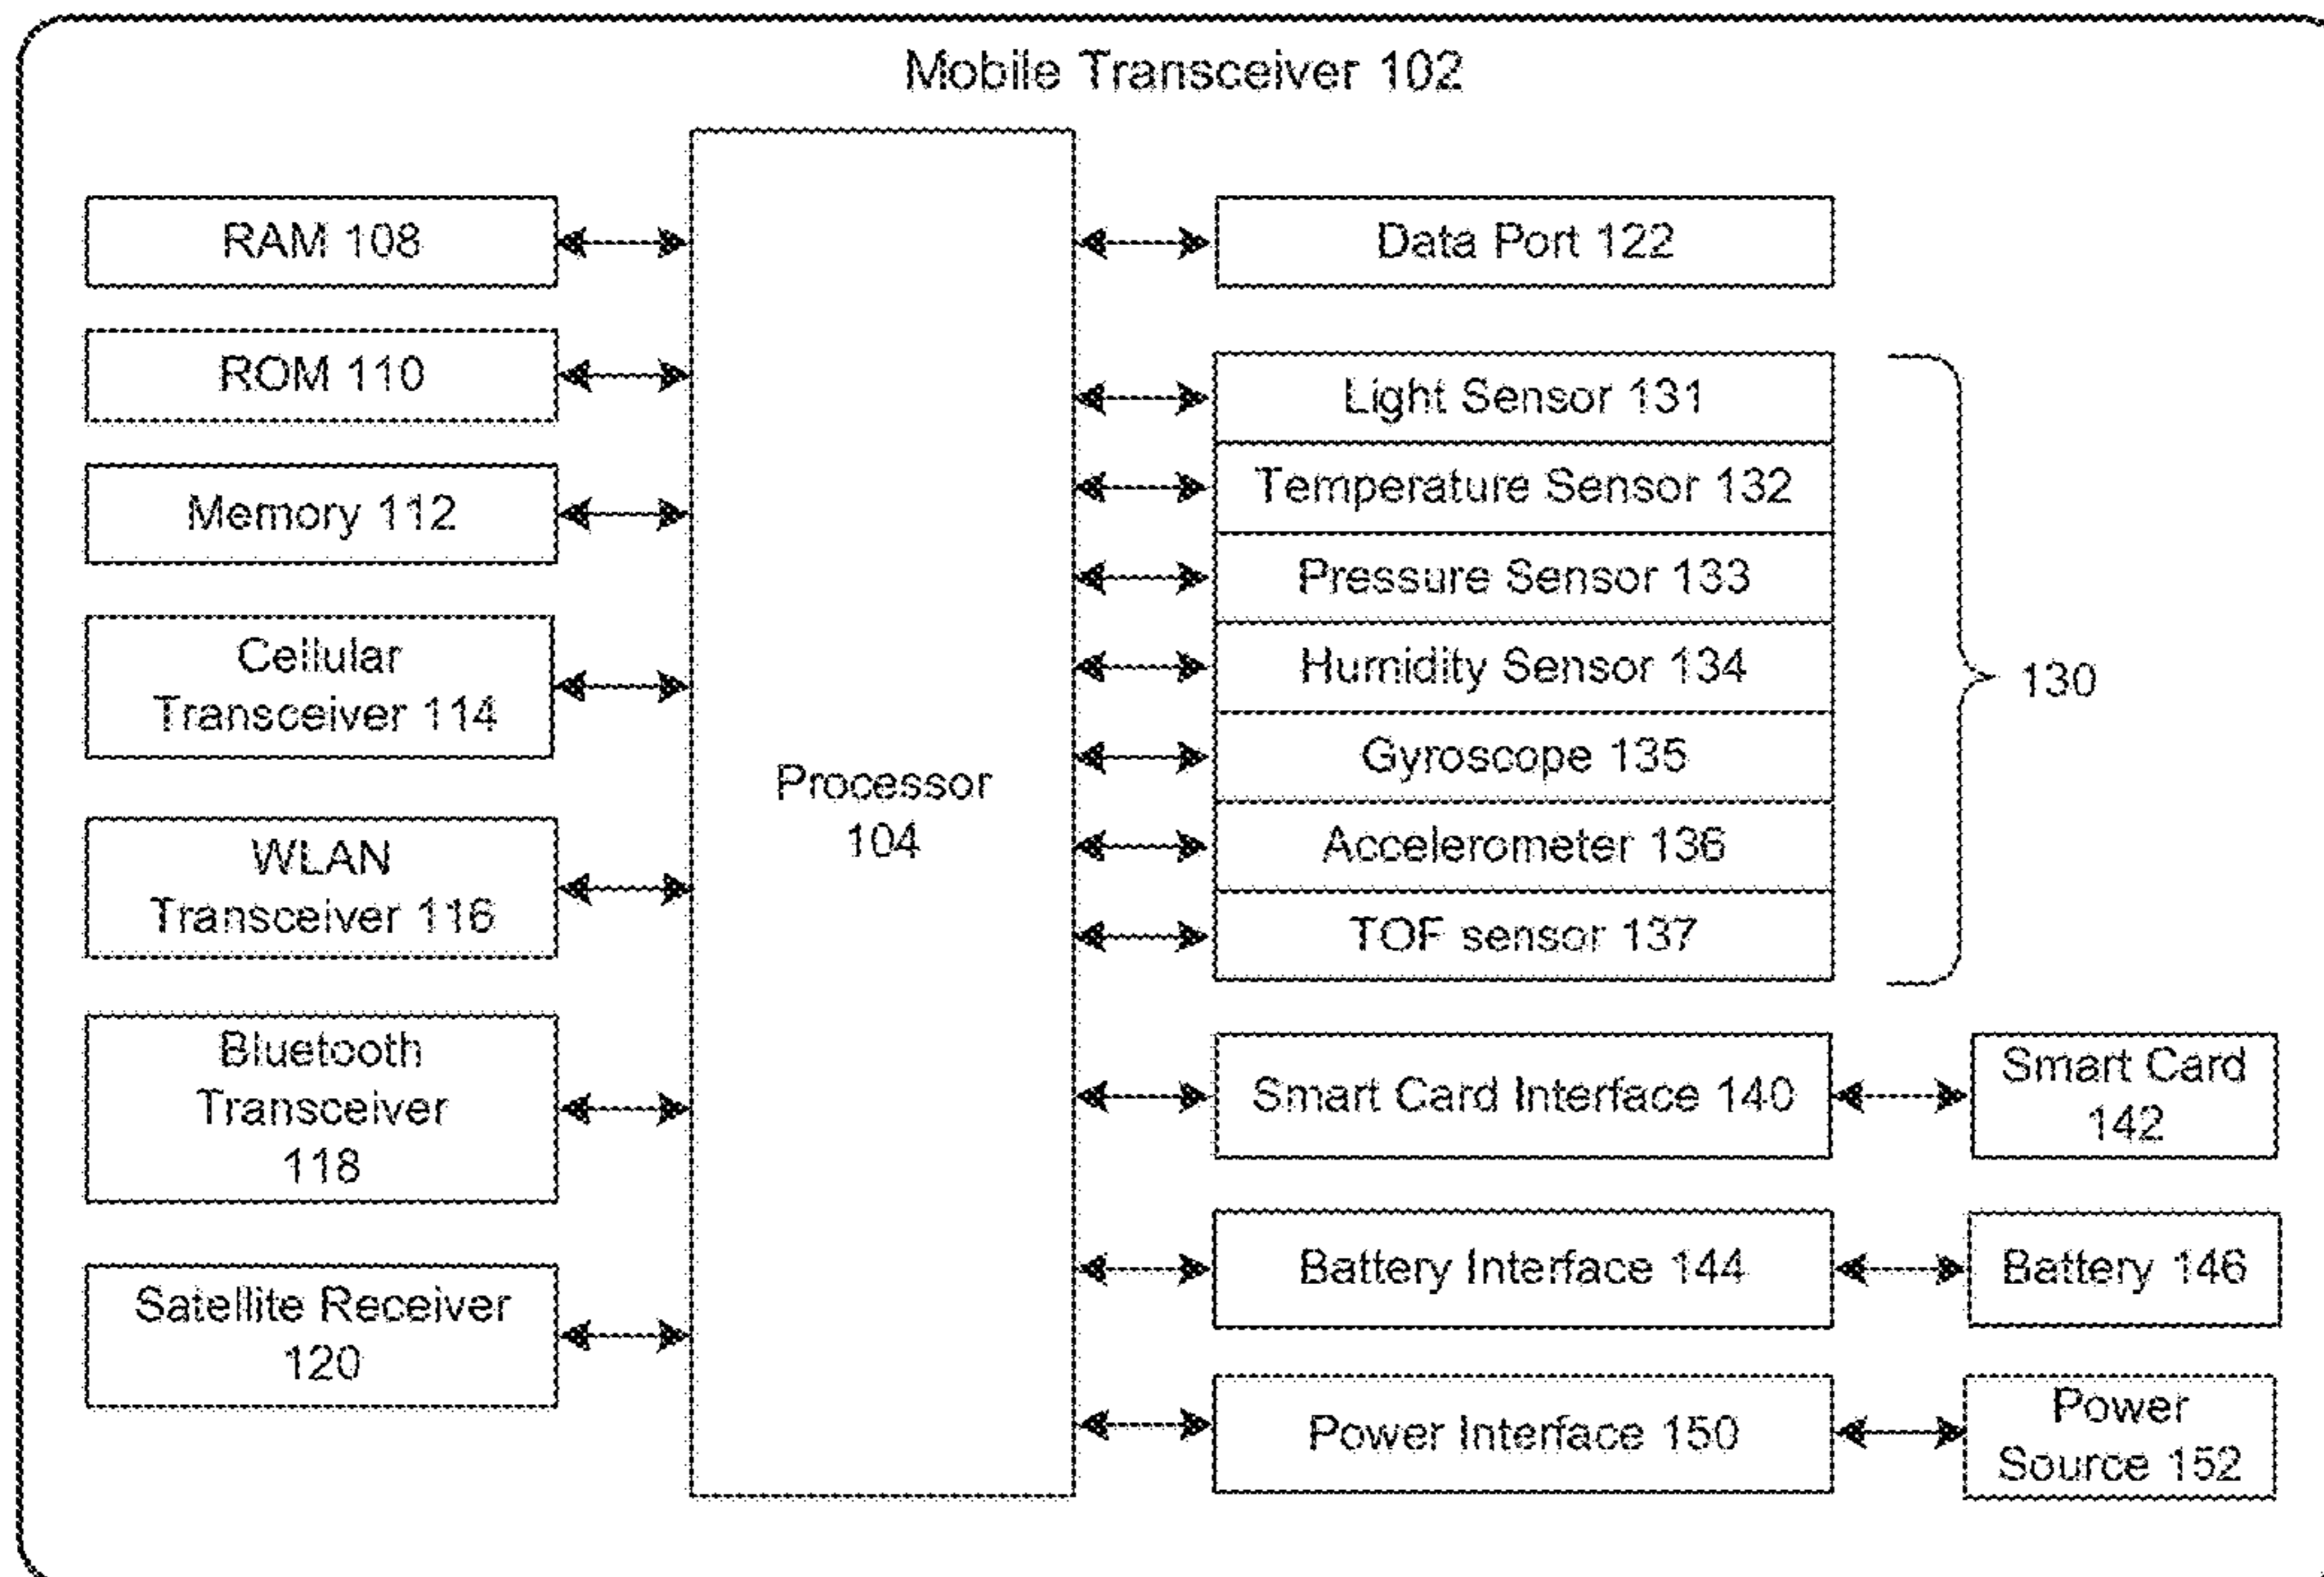 Mobile Transceiver 102
RAM 108
ROM 110
Memory 112
Cellular
Transceiver 114
WLAN
Transceiver 116
Bluetooth
Transceiver
118
Satellite Receiver
120
Processor
104
Data Port 122
Light Sensor 131
Temperature Sensor 132
Pressure Sensor 133
Humidity Sensor 134
Gyroscope 135
Accelerometer 136
TOF sensor 137
130
Smart Card Interface 140
Smart Card
142
Battery Interface 144
Battery 146
Power Interface 150
Power
Source 152